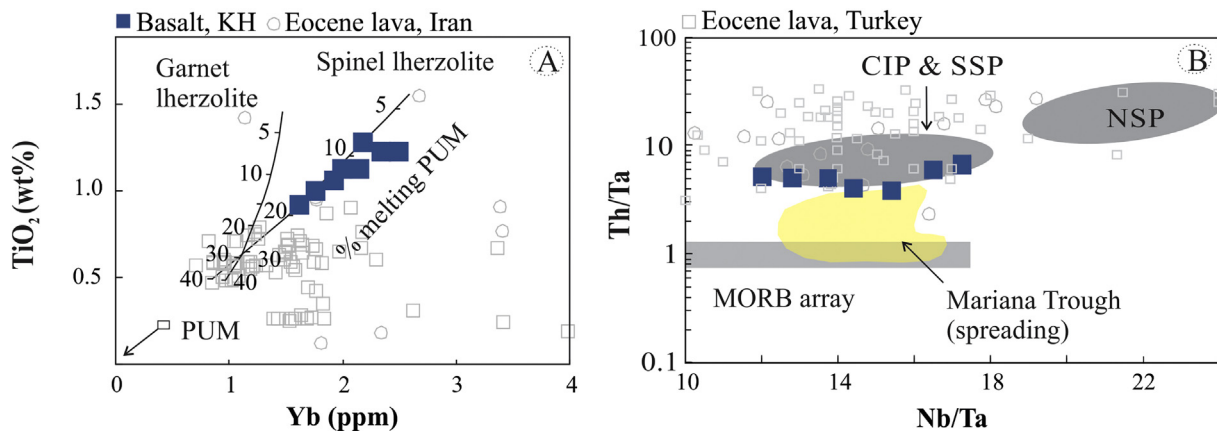 Basalt, KH Eocene lava, Iran
A
Garnet
lherzolite
Spinel lherzolite
5
5
10
10
20
20
30
30
40
40
% melting PUM
PUM
TiO2 (wt%)
1.5
1.0
0.5
0
1
2
3
4
Yb (ppm)
Eocene lava, Turkey
B
CIP & SSP
NSP
MORB array
Mariana Trough
(spreading)
Th/Ta
100
10
1
0.1
10
14
18
22
Nb/Ta